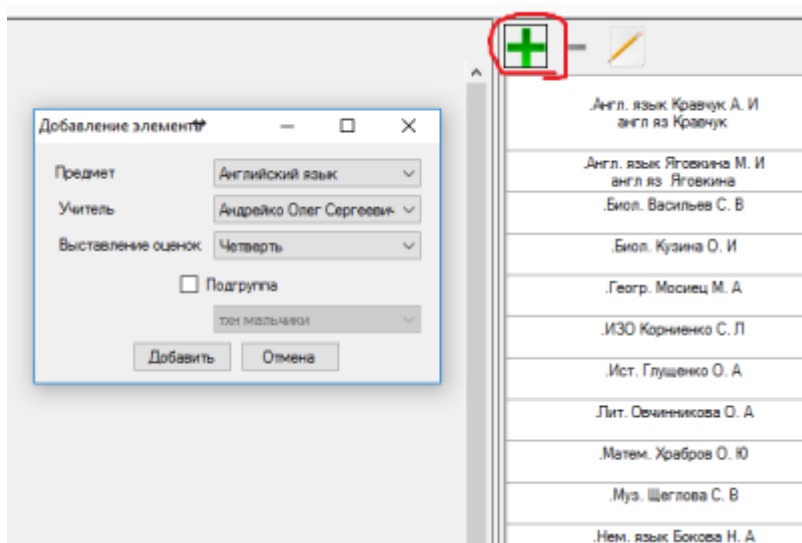 Добавление элементу
Предмет
Английский язык
Учитель
Андрейко Олег Сергеевич
Выставление оценок
Четверть
Подгруппа
тхн мальчики
Добавить
Отмена
.Англ. язык Кравчук А. И
англ яз Кравчук
.Англ. язык Яговкина М. И
англ яз Яговкина
.Биол. Васильев С. В
.Биол. Кузина О. И
.Геогр. Мосиец М. А
.ИЗО Корниенко С. Л
.Ист. Глущенко О. А
.Лит. Овчинникова О. А
.Матем. Храбров О. Ю
.Муз. Щеглова С. В
.Нем. язык Бокова Н. А